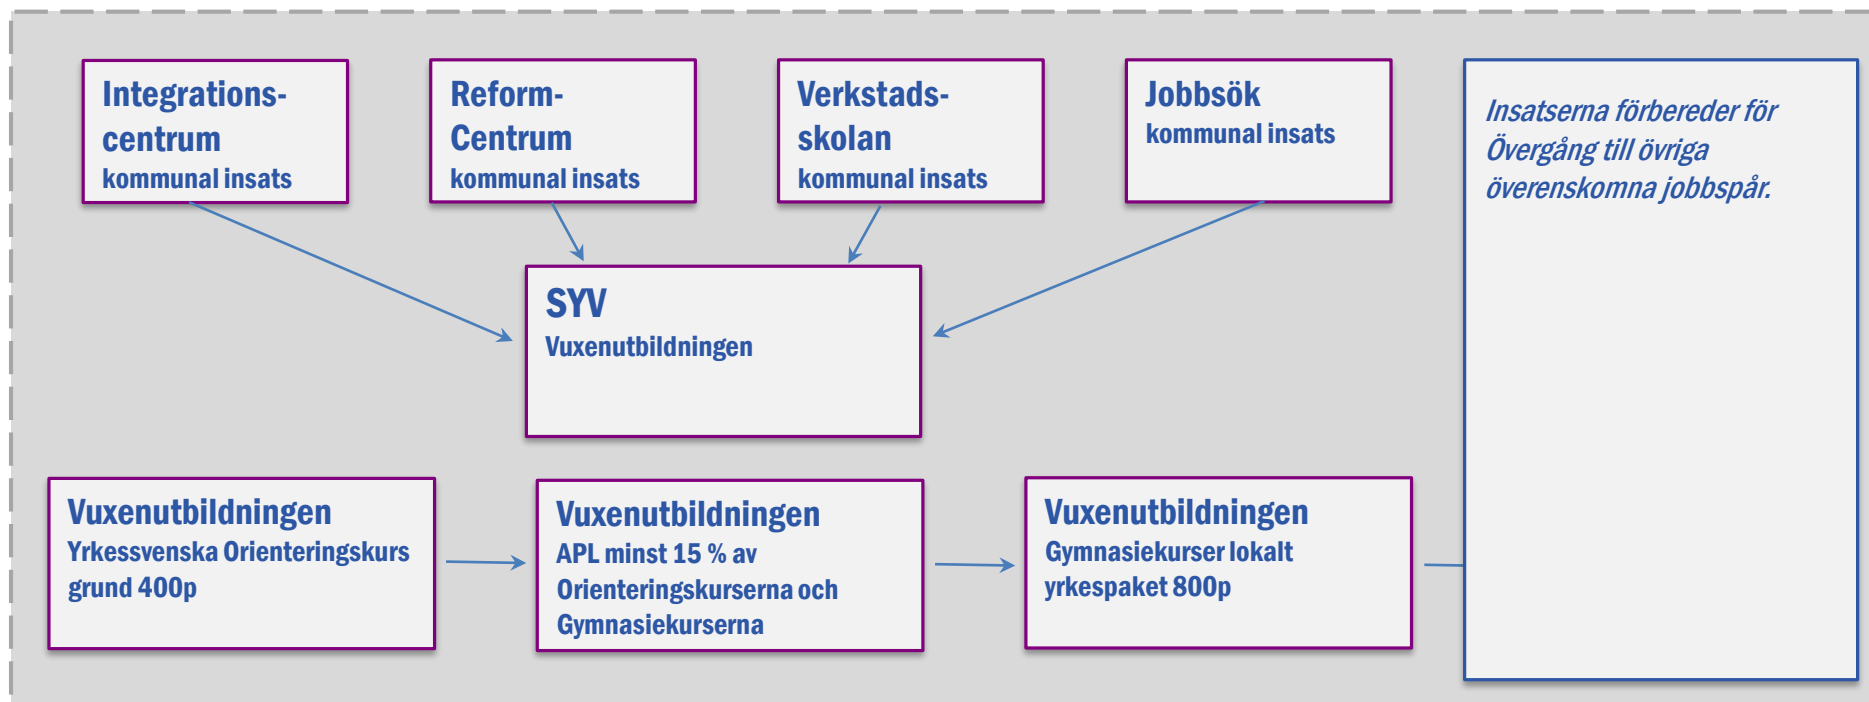 Integrations-
centrum
kommunal insats
Reform-
Centrum
kommunal insats
Verkstads-
skolan
kommunal insats
Jobbsök
kommunal insats
Insatserna förbereder för
Övergång till övriga
överenskomna jobbspår.
SYV
Vuxenutbildningen
Vuxenutbildningen
Yrkessvenska Orienteringskurs
grund 400p
Vuxenutbildningen
APL minst 15 % av
Orienteringskurserna och
Gymnasiekurserna
Vuxenutbildningen
Gymnasiekurser lokalt
yrkespaket 800p